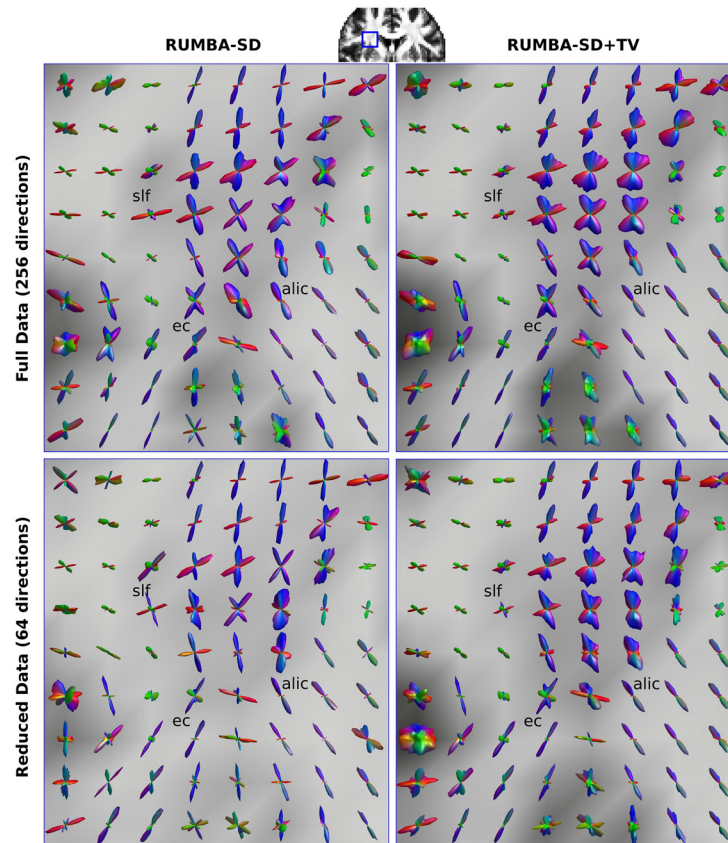 RUMBA-SD
RUMBA-SD+TV
Full Data (256 directions)
slf
alic
ec
slf
alic
ec
Reduced Data (64 directions)
slf
alic
ec
slf
alic
ec